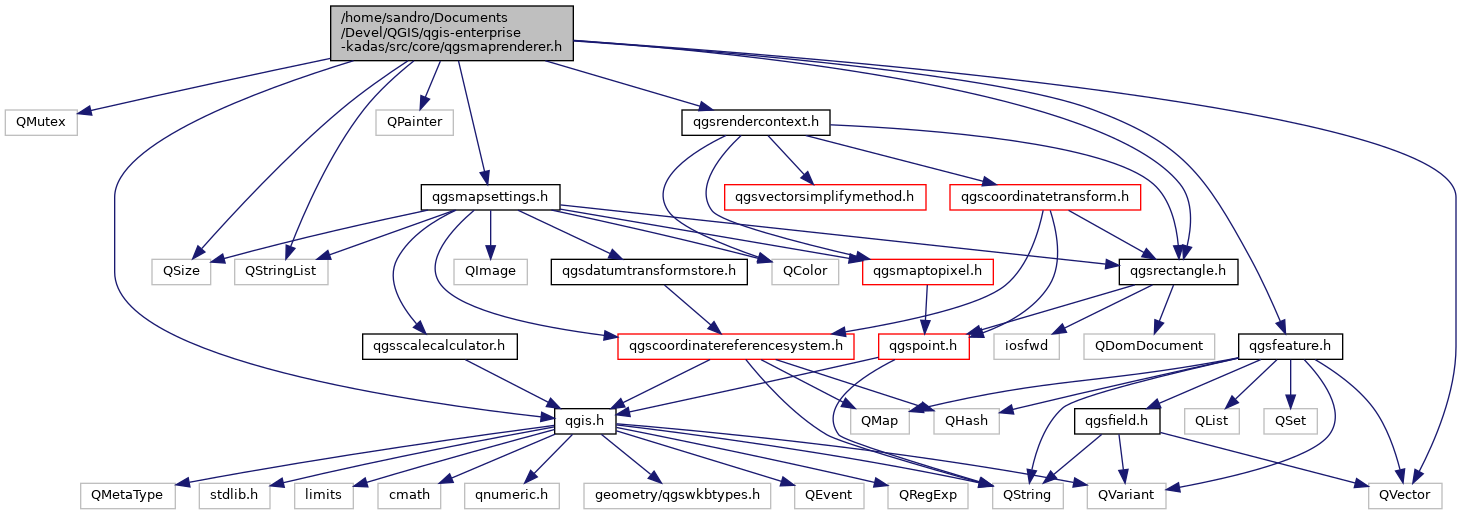 /home/sandro/Documents
/Devel/QGIS/qgis-enterprise
-kadas/src/core/qgsmaprenderer.h
QMutex
QPainter
qgsrendercontext.h
qgsmapsettings.h
qgsvectorsimplifymethod.h
qgscoordinatetransform.h
QSize
QStringList
QImage
qgsdatumtransformstore.h
QColor
qgsmaptopixel.h
qgsrectangle.h
qgsscalecalculator.h
qgscoordinatereferencesystem.h
qgspoint.h
iosfwd
QDomDocument
qgsfeature.h
qgis.h
QMap
QHash
qgsfield.h
QList
QSet
QMetaType
stdlib.h
limits
cmath
qnumeric.h
geometry/qgswkbtypes.h
QEvent
QRegExp
QString
QVariant
QVector